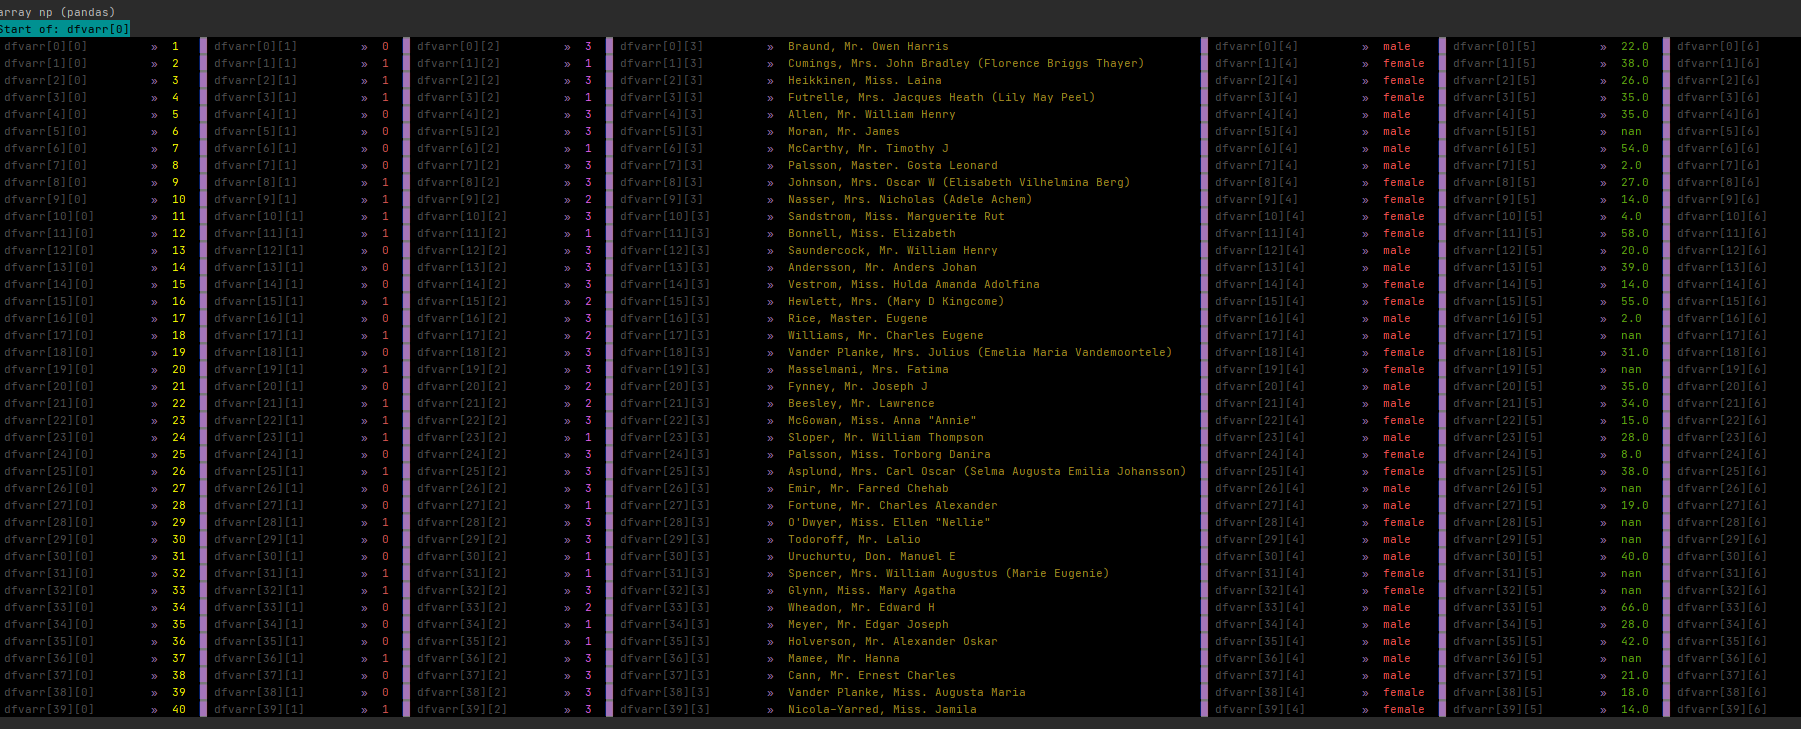 array np (pandas)
Start of: dfvarr[0]
dfvarr[0][0] » 1 dfvarr[0][1] » 0 dfvarr[0][2] » 3 dfvarr[0][3] » Braund, Mr. Owen Harris dfvarr[0][4] » male dfvarr[0][5] » 22.0 dfvarr[0][6]
dfvarr[1][0] » 2 dfvarr[1][1] » 1 dfvarr[1][2] » 1 dfvarr[1][3] » Cumings, Mrs. John Bradley (Florence Briggs Thayer) dfvarr[1][4] » female dfvarr[1][5] » 38.0 dfvarr[1][6]
dfvarr[2][0] » 3 dfvarr[2][1] » 1 dfvarr[2][2] » 3 dfvarr[2][3] » Heikkinen, Miss. Laina dfvarr[2][4] » female dfvarr[2][5] » 26.0 dfvarr[2][6]
dfvarr[3][0] » 4 dfvarr[3][1] » 1 dfvarr[3][2] » 1 dfvarr[3][3] » Futrelle, Mrs. Jacques Heath (Lily May Peel) dfvarr[3][4] » female dfvarr[3][5] » 35.0 dfvarr[3][6]
dfvarr[4][0] » 5 dfvarr[4][1] » 0 dfvarr[4][2] » 3 dfvarr[4][3] » Allen, Mr. William Henry dfvarr[4][4] » male dfvarr[4][5] » 35.0 dfvarr[4][6]
dfvarr[5][0] » 6 dfvarr[5][1] » 0 dfvarr[5][2] » 3 dfvarr[5][3] » Moran, Mr. James dfvarr[5][4] » male dfvarr[5][5] » nan dfvarr[5][6]
dfvarr[6][0] » 7 dfvarr[6][1] » 0 dfvarr[6][2] » 1 dfvarr[6][3] » McCarthy, Mr. Timothy J dfvarr[6][4] » male dfvarr[6][5] » 54.0 dfvarr[6][6]
dfvarr[7][0] » 8 dfvarr[7][1] » 0 dfvarr[7][2] » 3 dfvarr[7][3] » Palsson, Master. Gosta Leonard dfvarr[7][4] » male dfvarr[7][5] » 2.0 dfvarr[7][6]
dfvarr[8][0] » 9 dfvarr[8][1] » 1 dfvarr[8][2] » 3 dfvarr[8][3] » Johnson, Mrs. Oscar W (Elisabeth Vilhelmina Berg) dfvarr[8][4] » female dfvarr[8][5] » 27.0 dfvarr[8][6]
dfvarr[9][0] » 10 dfvarr[9][1] » 1 dfvarr[9][2] » 2 dfvarr[9][3] » Nasser, Mrs. Nicholas (Adele Achem) dfvarr[9][4] » female dfvarr[9][5] » 14.0 dfvarr[9][6]
dfvarr[10][0] » 11 dfvarr[10][1] » 1 dfvarr[10][2] » 3 dfvarr[10][3] » Sandstrom, Miss. Marguerite Rut dfvarr[10][4] » female dfvarr[10][5] » 4.0 dfvarr[10][6]
dfvarr[11][0] » 12 dfvarr[11][1] » 1 dfvarr[11][2] » 1 dfvarr[11][3] » Bonnell, Miss. Elizabeth dfvarr[11][4] » female dfvarr[11][5] » 58.0 dfvarr[11][6]
dfvarr[12][0] » 13 dfvarr[12][1] » 0 dfvarr[12][2] » 3 dfvarr[12][3] » Saundercock, Mr. William Henry dfvarr[12][4] » male dfvarr[12][5] » 20.0 dfvarr[12][6]
dfvarr[13][0] » 14 dfvarr[13][1] » 0 dfvarr[13][2] » 3 dfvarr[13][3] » Andersson, Mr. Anders Johan dfvarr[13][4] » male dfvarr[13][5] » 39.0 dfvarr[13][6]
dfvarr[14][0] » 15 dfvarr[14][1] » 0 dfvarr[14][2] » 3 dfvarr[14][3] » Vestrom, Miss. Hulda Amanda Adolfina dfvarr[14][4] » female dfvarr[14][5] » 14.0 dfvarr[14][6]
dfvarr[15][0] » 16 dfvarr[15][1] » 1 dfvarr[15][2] » 2 dfvarr[15][3] » Hewlett, Mrs. (Mary D Kingcome) dfvarr[15][4] » female dfvarr[15][5] » 55.0 dfvarr[15][6]
dfvarr[16][0] » 17 dfvarr[16][1] » 0 dfvarr[16][2] » 3 dfvarr[16][3] » Rice, Master. Eugene dfvarr[16][4] » male dfvarr[16][5] » 2.0 dfvarr[16][6]
dfvarr[17][0] » 18 dfvarr[17][1] » 1 dfvarr[17][2] » 2 dfvarr[17][3] » Williams, Mr. Charles Eugene dfvarr[17][4] » male dfvarr[17][5] » nan dfvarr[17][6]
dfvarr[18][0] » 19 dfvarr[18][1] » 0 dfvarr[18][2] » 3 dfvarr[18][3] » Vander Planke, Mrs. Julius (Emelia Maria Vandemoortele) dfvarr[18][4] » female dfvarr[18][5] » 31.0 dfvarr[18][6]
dfvarr[19][0] » 20 dfvarr[19][1] » 1 dfvarr[19][2] » 3 dfvarr[19][3] » Masselmani, Mrs. Fatima dfvarr[19][4] » female dfvarr[19][5] » nan dfvarr[19][6]
dfvarr[20][0] » 21 dfvarr[20][1] » 0 dfvarr[20][2] » 2 dfvarr[20][3] » Fynney, Mr. Joseph J dfvarr[20][4] » male dfvarr[20][5] » 35.0 dfvarr[20][6]
dfvarr[21][0] » 22 dfvarr[21][1] » 1 dfvarr[21][2] » 2 dfvarr[21][3] » Beesley, Mr. Lawrence dfvarr[21][4] » male dfvarr[21][5] » 34.0 dfvarr[21][6]
dfvarr[22][0] » 23 dfvarr[22][1] » 1 dfvarr[22][2] » 3 dfvarr[22][3] » McGowan, Miss. Anna "Annie" dfvarr[22][4] » female dfvarr[22][5] » 15.0 dfvarr[22][6]
dfvarr[23][0] » 24 dfvarr[23][1] » 1 dfvarr[23][2] » 1 dfvarr[23][3] » Sloper, Mr. William Thompson dfvarr[23][4] » male dfvarr[23][5] » 28.0 dfvarr[23][6]
dfvarr[24][0] » 25 dfvarr[24][1] » 0 dfvarr[24][2] » 3 dfvarr[24][3] » Palsson, Miss. Torborg Danira dfvarr[24][4] » female dfvarr[24][5] » 8.0 dfvarr[24][6]
dfvarr[25][0] » 26 dfvarr[25][1] » 1 dfvarr[25][2] » 3 dfvarr[25][3] » Asplund, Mrs. Carl Oscar (Selma Augusta Emilia Johansson) dfvarr[25][4] » female dfvarr[25][5] » 38.0 dfvarr[25][6]
dfvarr[26][0] » 27 dfvarr[26][1] » 0 dfvarr[26][2] » 3 dfvarr[26][3] » Emir, Mr. Farred Chehab dfvarr[26][4] » male dfvarr[26][5] » nan dfvarr[26][6]
dfvarr[27][0] » 28 dfvarr[27][1] » 0 dfvarr[27][2] » 1 dfvarr[27][3] » Fortune, Mr. Charles Alexander dfvarr[27][4] » male dfvarr[27][5] » 19.0 dfvarr[27][6]
dfvarr[28][0] » 29 dfvarr[28][1] » 1 dfvarr[28][2] » 3 dfvarr[28][3] » O'Dwyer, Miss. Ellen "Nellie" dfvarr[28][4] » female dfvarr[28][5] » nan dfvarr[28][6]
dfvarr[29][0] » 30 dfvarr[29][1] » 0 dfvarr[29][2] » 3 dfvarr[29][3] » Todoroff, Mr. Lalio dfvarr[29][4] » male dfvarr[29][5] » nan dfvarr[29][6]
dfvarr[30][0] » 31 dfvarr[30][1] » 0 dfvarr[30][2] » 1 dfvarr[30][3] » Uruchurtu, Don. Manuel E dfvarr[30][4] » male dfvarr[30][5] » 40.0 dfvarr[30][6]
dfvarr[31][0] » 32 dfvarr[31][1] » 1 dfvarr[31][2] » 1 dfvarr[31][3] » Spencer, Mrs. William Augustus (Marie Eugenie) dfvarr[31][4] » female dfvarr[31][5] » nan dfvarr[31][6]
dfvarr[32][0] » 33 dfvarr[32][1] » 1 dfvarr[32][2] » 3 dfvarr[32][3] » Glynn, Miss. Mary Agatha dfvarr[32][4] » female dfvarr[32][5] » nan dfvarr[32][6]
dfvarr[33][0] » 34 dfvarr[33][1] » 0 dfvarr[33][2] » 2 dfvarr[33][3] » Wheadon, Mr. Edward H dfvarr[33][4] » male dfvarr[33][5] » 66.0 dfvarr[33][6]
dfvarr[34][0] » 35 dfvarr[34][1] » 0 dfvarr[34][2] » 1 dfvarr[34][3] » Meyer, Mr. Edgar Joseph dfvarr[34][4] » male dfvarr[34][5] » 28.0 dfvarr[34][6]
dfvarr[35][0] » 36 dfvarr[35][1] » 0 dfvarr[35][2] » 1 dfvarr[35][3] » Holverson, Mr. Alexander Oskar dfvarr[35][4] » male dfvarr[35][5] » 42.0 dfvarr[35][6]
dfvarr[36][0] » 37 dfvarr[36][1] » 1 dfvarr[36][2] » 3 dfvarr[36][3] » Mamee, Mr. Hanna dfvarr[36][4] » male dfvarr[36][5] » nan dfvarr[36][6]
dfvarr[37][0] » 38 dfvarr[37][1] » 0 dfvarr[37][2] » 3 dfvarr[37][3] » Cann, Mr. Ernest Charles dfvarr[37][4] » male dfvarr[37][5] » 21.0 dfvarr[37][6]
dfvarr[38][0] » 39 dfvarr[38][1] » 0 dfvarr[38][2] » 3 dfvarr[38][3] » Vander Planke, Miss. Augusta Maria dfvarr[38][4] » female dfvarr[38][5] » 18.0 dfvarr[38][6]
dfvarr[39][0] » 40 dfvarr[39][1] » 1 dfvarr[39][2] » 3 dfvarr[39][3] » Nicola-Yarred, Miss. Jamila dfvarr[39][4] » female dfvarr[39][5] » 14.0 dfvarr[39][6]